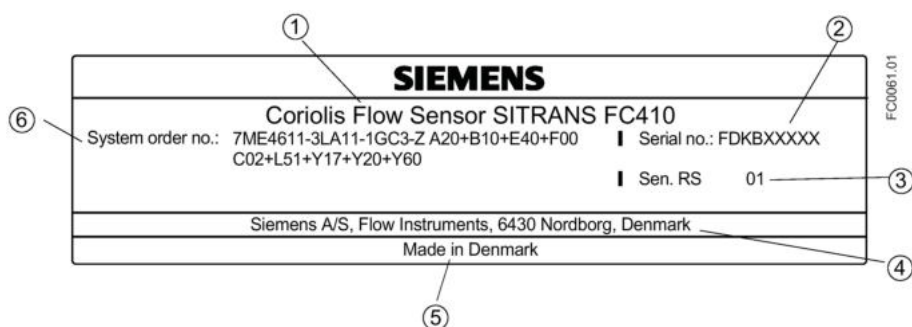 ①
②
SIEMENS
FC0061.01
Coriolis Flow Sensor SITRANS FC410
⑥
System order no.: 7ME4611-3LA11-1GC3-Z A20+B10+E40+F00
C02+L51+Y17+Y20+Y60
Serial no.: FDKBXXXXX
Sen. RS 01
③
Siemens A/S, Flow Instruments, 6430 Nordborg, Denmark
④
Made in Denmark
⑤